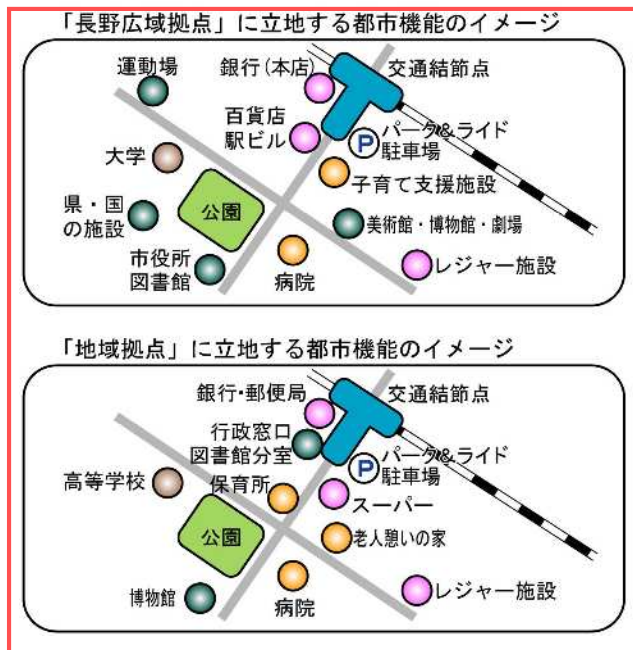 「長野広域拠点」に立地する都市機能のイメージ
運動場
銀行(本店)
交通結節点
百貨店
駅ビル
P
パーク&ライド
駐車場
大学
子育て支援施設
県・国
の施設
公園
美術館・博物館・劇場
市役所
図書館
病院
レジャー施設
「地域拠点」に立地する都市機能のイメージ
銀行・郵便局
交通結節点
行政窓口
図書館分室
P
パーク&ライド
駐車場
高等学校
保育所
スーパー
公園
老人憩いの家
博物館
病院
レジャー施設